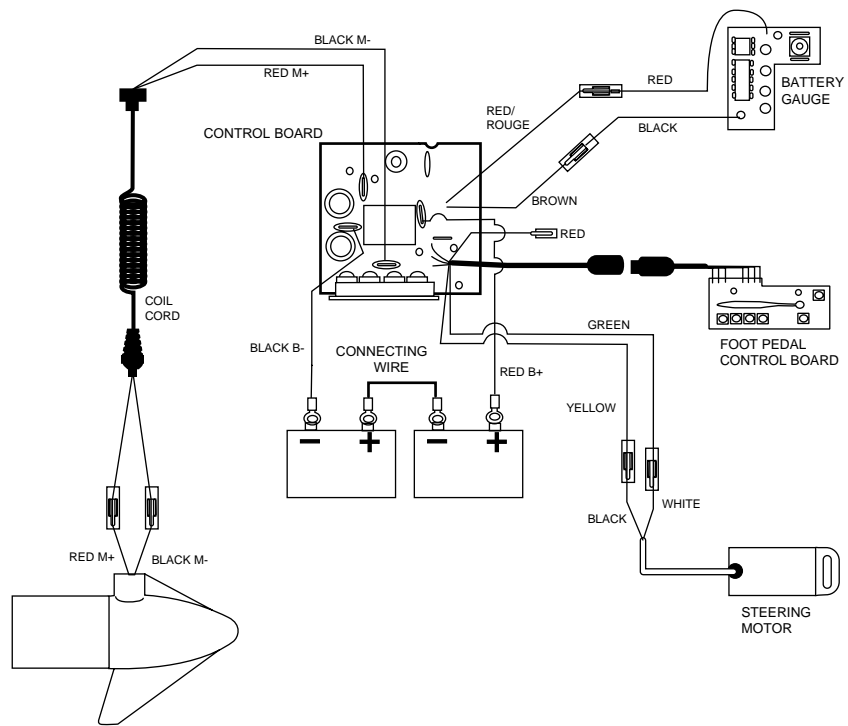 BLACK M-
RED M+
CONTROL BOARD
RED/
ROUGE
RED
BLACK
BATTERY
GAUGE
BROWN
RED
COIL
CORD
GREEN
FOOT PEDAL
CONTROL BOARD
BLACK B-
CONNECTING
WIRE
RED B+
YELLOW
BLACK
WHITE
RED M+
BLACK M-
STEERING
MOTOR